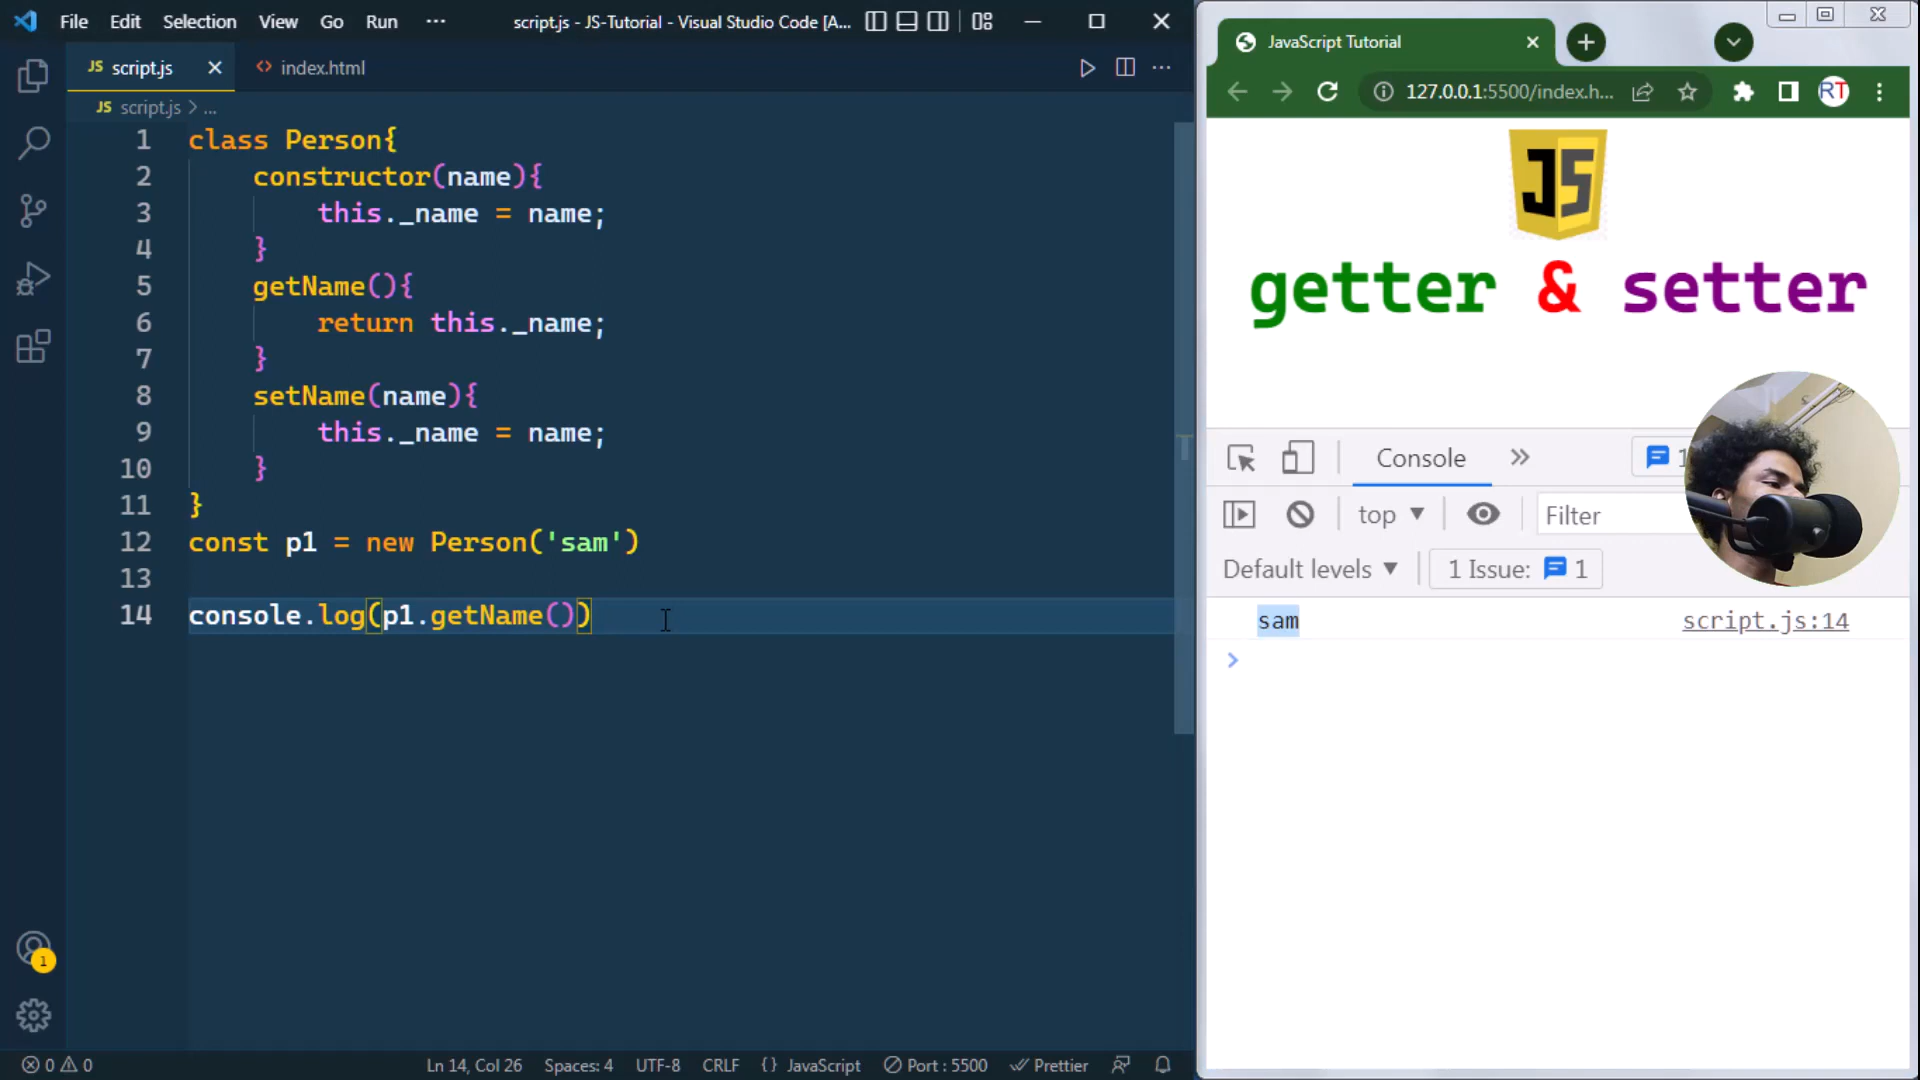 File Edit Selection View Go Run ··· script.js - JS-Tutorial - Visual Studio Code [A...
JS script.js index.html
JS script.js > ...
1 class Person{
2 constructor(name){
3 this._name = name;
4 }
5 getName(){
6 return this._name;
7 }
8 setName(name){
9 this._name = name;
10 }
11 }
12 const p1 = new Person('sam')
13
14 console.log(p1.getName())
1
0 0 Ln 14, Col 26 Spaces: 4 UTF-8 CRLF {} JavaScript Port : 5500 Prettier
JavaScript Tutorial
127.0.0.1:5500/index.h... RT
JS
getter & setter
Console 1
top Filter
Default levels 1 Issue: 1
sam script.js:14